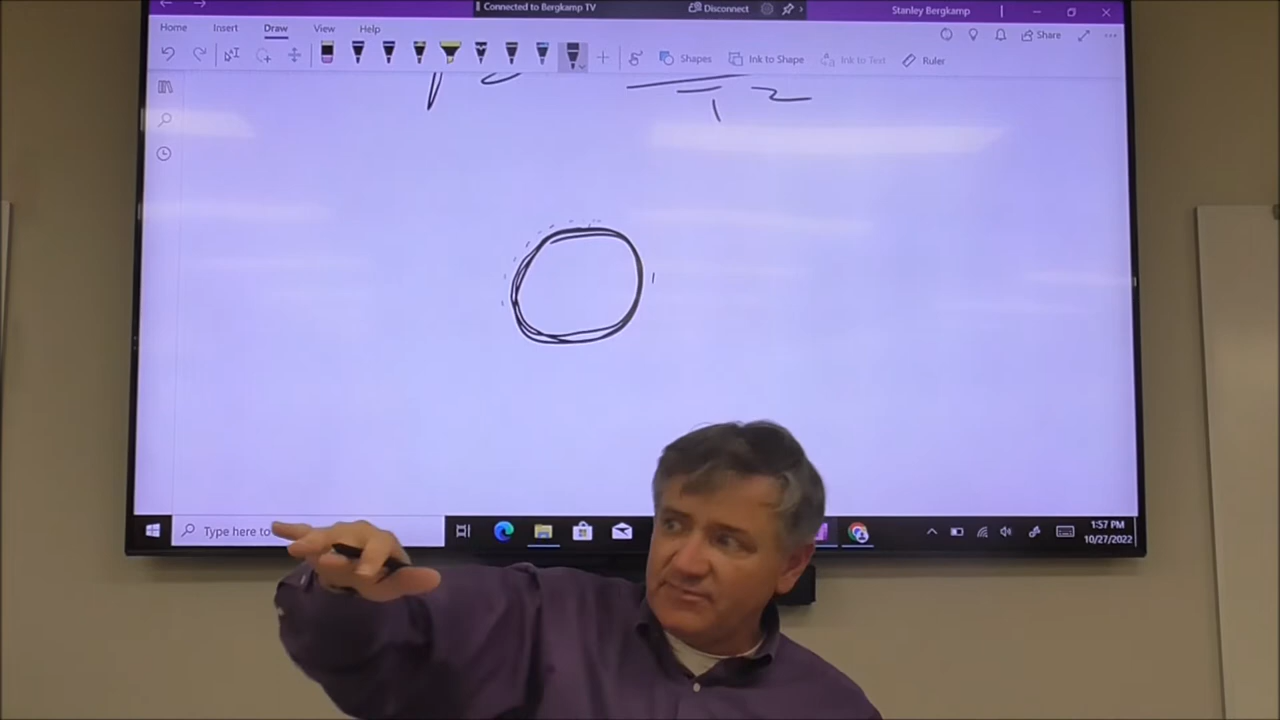 Connected to Bergkamp TV
Disconnect
Stanley Bergkamp
Home Insert Draw View Help
Share
Shapes
Ink to Shape
Ink to Text
Ruler
Type here to
1:57 PM
10/27/2022